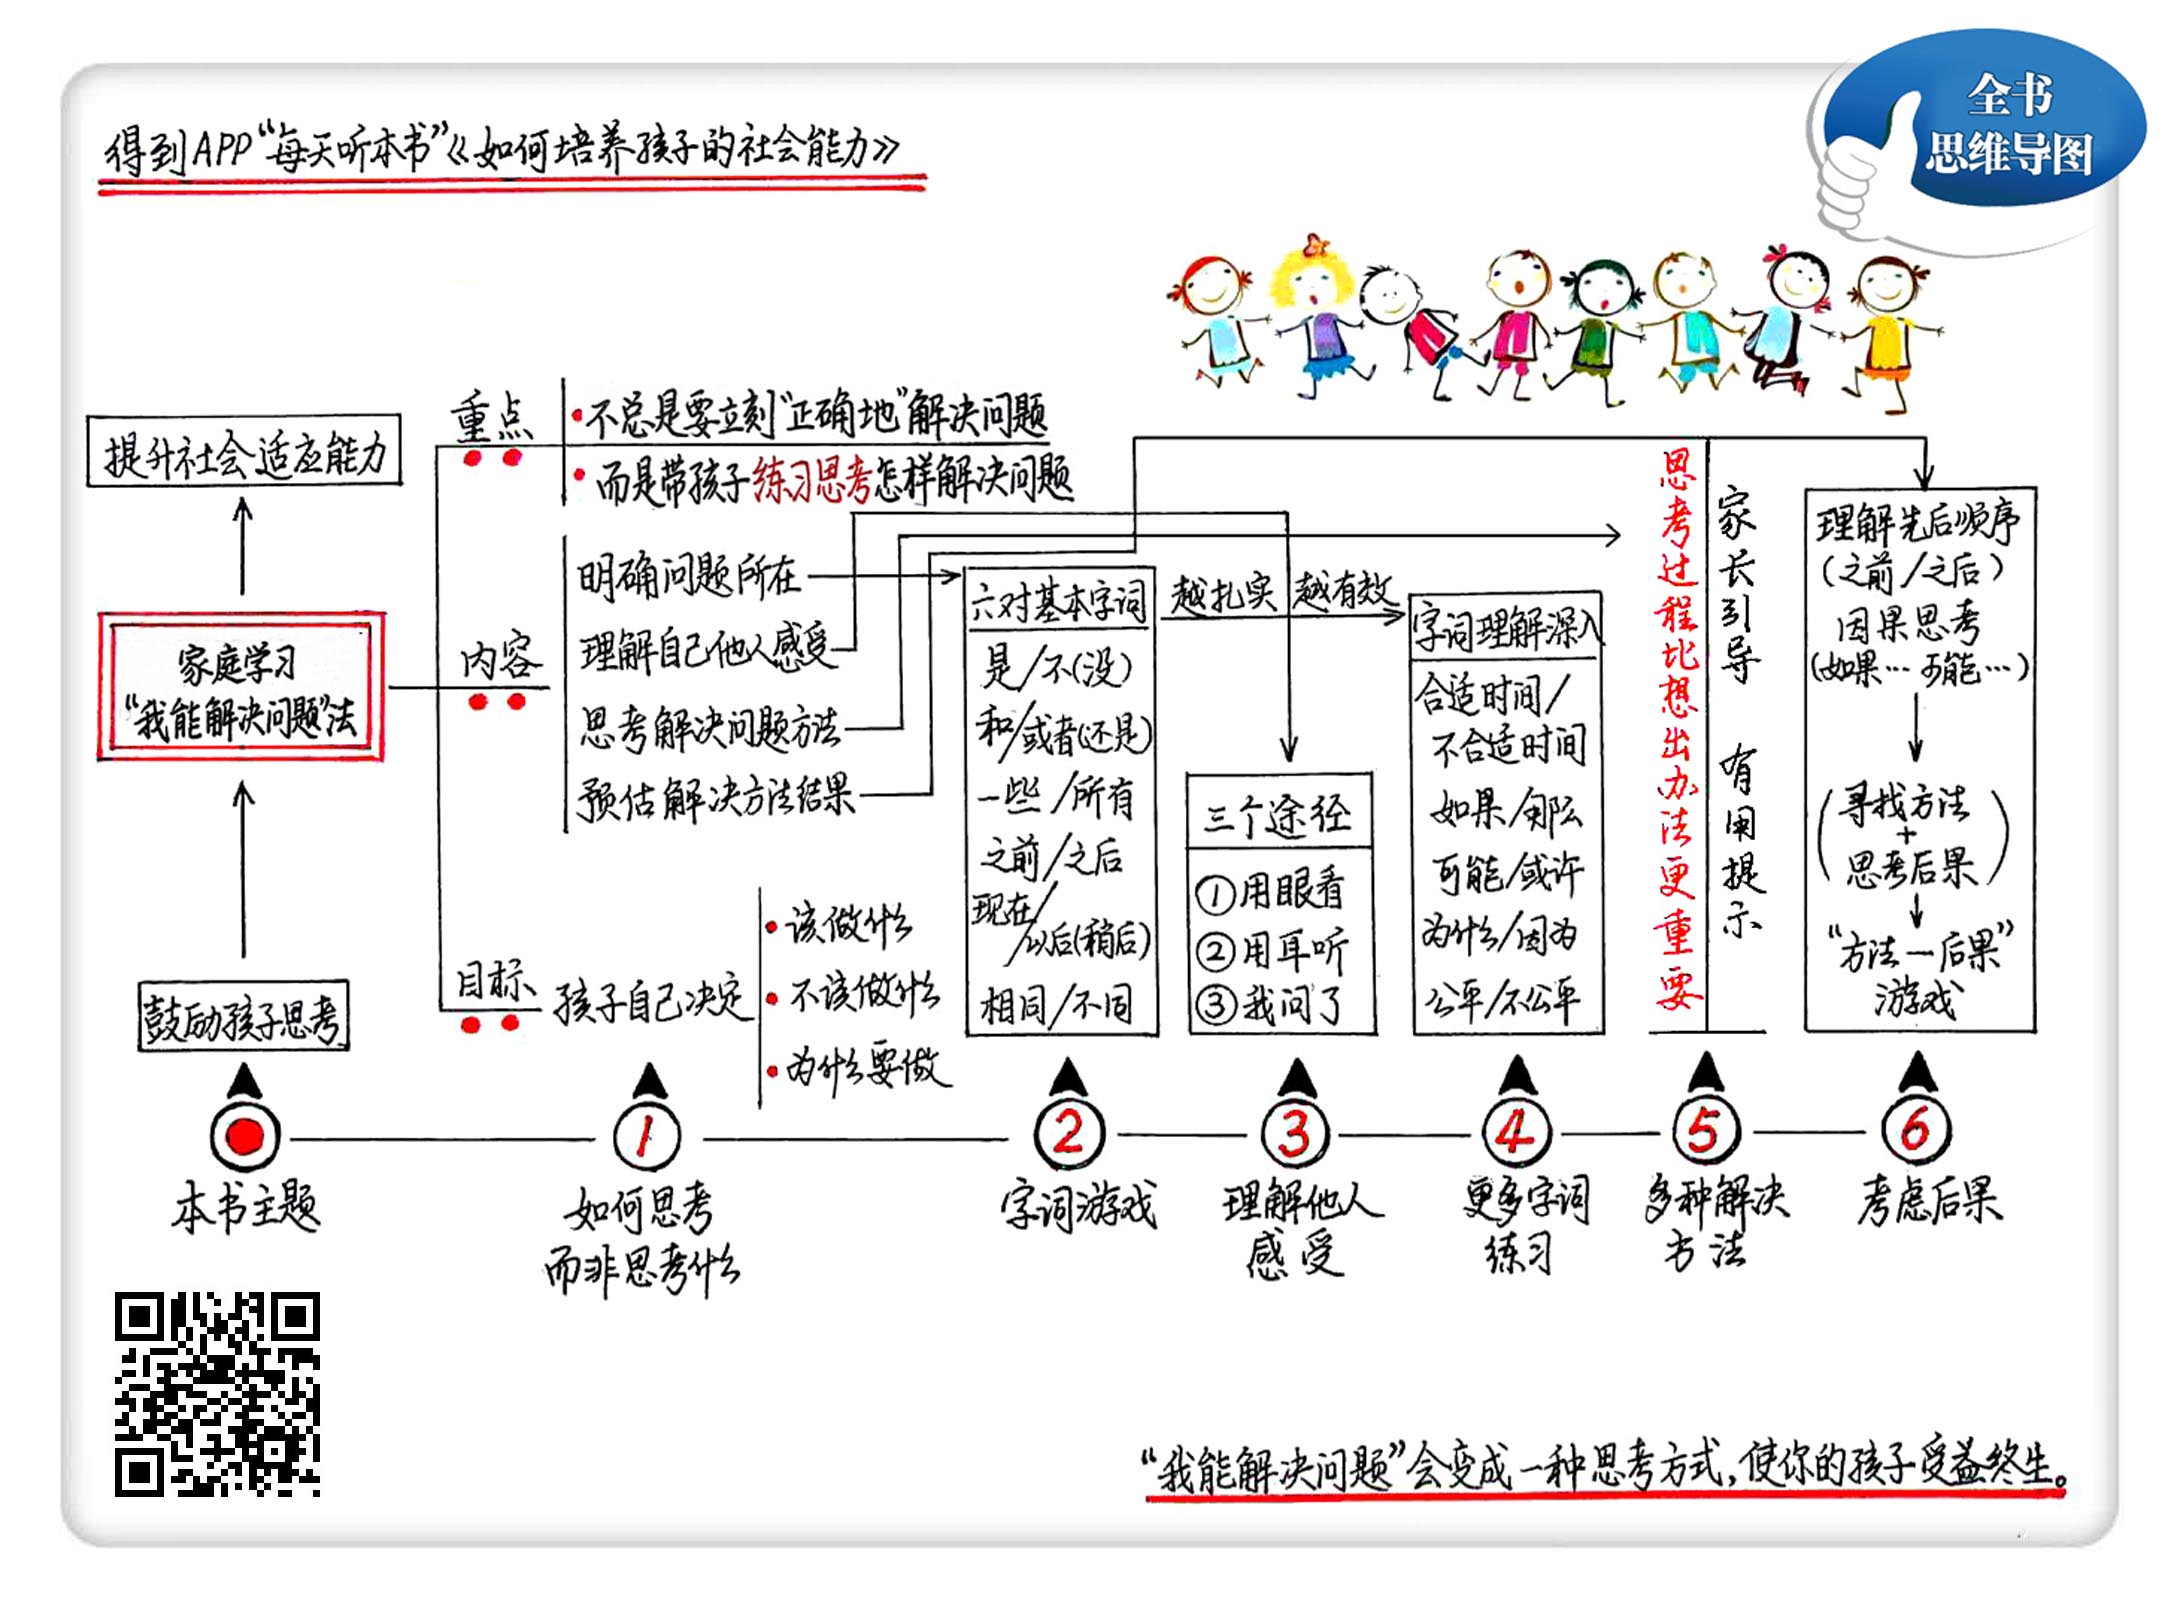 全书
思维导图
得到APP“每天听本书”《如何培养孩子的社会能力》
提升社会适应能力
家庭学习
“我能解决问题”法
鼓励孩子思考
重点
·不总是要立刻“正确地”解决问题
·而是带孩子练习思考怎样解决问题
内容
明确问题所在
理解自己他人感受
思考解决问题方法
预估解决方法结果
目标
孩子自己决定
·该做什么
·不该做什么
·为什么要做
六对基本字词
是/不(没)
和/或者(还是)
一些/所有
之前/之后
现在/
以后(稍后)
相同/不同
越扎实 越有效
三个途径
①用眼看
②用耳听
③我问了
字词理解深入
合适时间/
不合适时间
如果/那么
可能/或许
为什么/因为
公平/不公平
思考过程比想出办法更重要
家长引导 有用提示
理解先后顺序
(之前/之后)
因果思考
(如果…可能…)
(寻找方法
+
思考后果)
“方法—后果”
游戏
本书主题
1
如何思考
而非思考什么
2
字词游戏
3
理解他人
感受
4
更多字词
练习
5
多种解决
方法
6
考虑后果
“我能解决问题”会变成一种思考方式,使你的孩子受益终生。